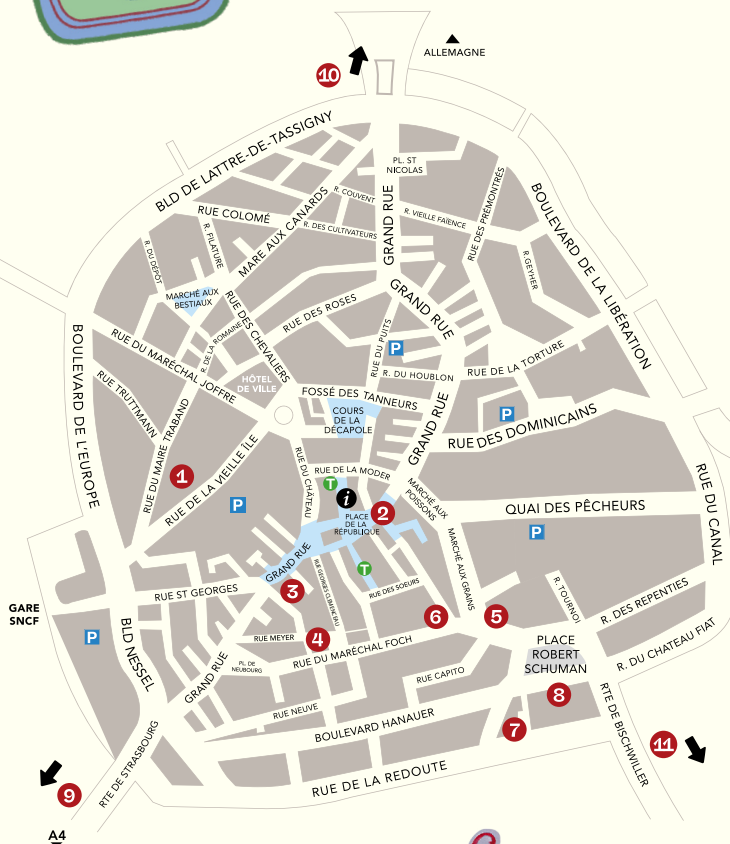 ALLEMAGNE
10
BLD DE LATTRE-DE-TASSIGNY
PL. ST
NICOLAS
R. COUVENT
RUE COLOMÉ
R. DES CULTIVATEURS
GRAND RUE
R. VIEILLE FAÏENCE
RUE DES PRÉMONTRÉS
BOULEVARD DE LA LIBÉRATION
R. FILATURE
MARE AUX CANARDS
R. DU DÉPÔT
R.GEYHER
MARCHÉ AUX
BESTIAUX
RUE DES CHEVALIERS
RUE DES ROSES
GRAND RUE
BOULEVARD DE L'EUROPE
RUE DU MARÉCHAL JOFFRE
R. DE LA ROMAINE
RUE DU PUITS
P
R. DU HOUBLON
RUE DE LA TORTURE
RUE TRUTTMANN
HÔTEL
DE VILLE
FOSSÉ DES TANNEURS
COURS
DE LA
DÉCAPOLE
GRAND RUE
P
RUE DES DOMINICAINS
RUE DU MAIRE TRABAND
RUE DE LA VIEILLE ÎLE
1
RUE DU CHÂTEAU
RUE DE LA MODER
T
i
MARCHÉ AUX
POISSONS
RUE DU CANAL
P
2
PLACE
DE LA
RÉPUBLIQUE
QUAI DES PÊCHEURS
P
MARCHÉ AUX GRAINS
GRAND RUE
T
RUE ST GEORGES
3
RUE GEORGES CLEMENCEAU
RUE DES SOEURS
R. TOURNOI
R. DES REPENTIES
GARE
SNCF
P
BLD NESSEL
6
5
RUE MEYER
4
RUE DU MARÉCHAL FOCH
PLACE
ROBERT
SCHUMAN
R. DU CHATEAU FIAT
PL. DE
NEUBOURG
GRAND RUE
RUE CAPITO
8
RUE NEUVE
BOULEVARD HANAUER
7
RTE DE BISCHWILLER
11
RTE DE STRASBOURG
RUE DE LA REDOUTE
9
A4